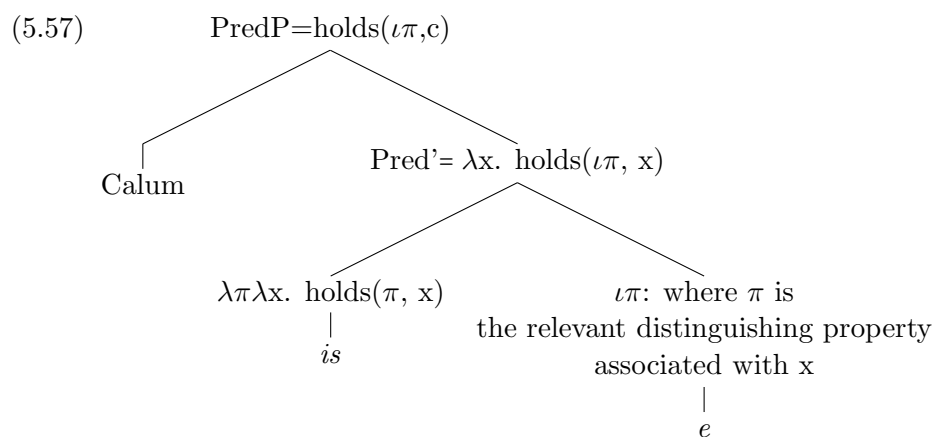 (5.57) PredP=holds(ιπ,c)
Pred'= λx. holds(ιπ, x)
Calum
λπλx. holds(π, x) ιπ: where π is
the relevant distinguishing property
is associated with x
e